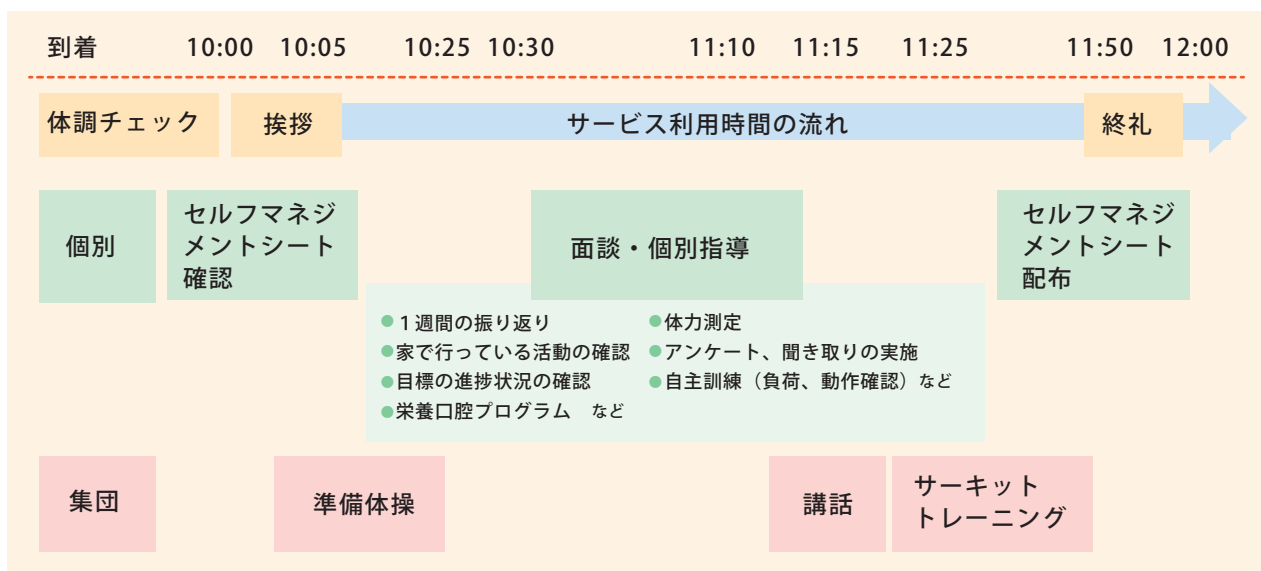 到着 10:00 10:05 10:25 10:30 11:10 11:15 11:25 11:50 12:00
体調チェック 挨拶 サービス利用時間の流れ 終礼
個別
セルフマネジ
メントシート
確認
面談・個別指導
セルフマネジ
メントシート
配布
●１週間の振り返り
●家で行っている活動の確認
●目標の進捗状況の確認
●栄養口腔プログラム　など
●体力測定
●アンケート、聞き取りの実施
●自主訓練（負荷、動作確認）など
集団
準備体操
講話
サーキット
トレーニング